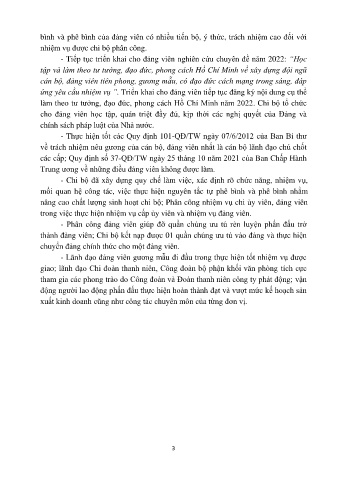 bình và phê bình của đảng viên có nhiều tiến bộ, ý thức, trách nhiệm cao đối với
nhiệm vụ được chi bộ phân công.
- Tiếp tục triển khai cho đảng viên nghiên cứu chuyên đề năm 2022: “Học
tập và làm theo tư tưởng, đạo đức, phong cách Hồ Chí Minh về xây dựng đội ngũ
cán bộ, đảng viên tiên phong, gương mẫu, có đạo đức cách mạng trong sáng, đáp
ứng yêu cầu nhiệm vụ ”. Triển khai cho đảng viên tiếp tục đăng ký nội dung cụ thể
làm theo tư tưởng, đạo đức, phong cách Hồ Chí Minh năm 2022. Chi bộ tổ chức
cho đảng viên học tập, quán triệt đầy đủ, kịp thời các nghị quyết của Đảng và
chính sách pháp luật của Nhà nước.
- Thực hiện tốt các Quy định 101-QĐ/TW ngày 07/6/2012 của Ban Bí thư
về trách nhiệm nêu gương của cán bộ, đảng viên nhất là cán bộ lãnh đạo chủ chốt
các cấp; Quy định số 37-QĐ/TW ngày 25 tháng 10 năm 2021 của Ban Chấp Hành
Trung ương về những điều đảng viên không được làm.
- Chi bộ đã xây dựng quy chế làm việc, xác định rõ chức năng, nhiệm vụ,
mối quan hệ công tác, việc thực hiện nguyên tắc tự phê bình và phê bình nhằm
nâng cao chất lượng sinh hoạt chi bộ; Phân công nhiệm vụ chi ủy viên, đảng viên
trong việc thực hiện nhiệm vụ cấp ủy viên và nhiệm vụ đảng viên.
- Phân công đảng viên giúp đỡ quần chúng ưu tú rèn luyện phấn đấu trở
thành đảng viên; Chi bộ kết nạp được 01 quần chúng ưu tú vào đảng và thực hiện
chuyển đảng chính thức cho một đảng viên.
- Lãnh đạo đảng viên gương mẫu đi đầu trong thực hiện tốt nhiệm vụ được
giao; lãnh đạo Chi đoàn thanh niên, Công đoàn bộ phận khối văn phòng tích cực
tham gia các phong trào do Công đoàn và Đoàn thanh niên công ty phát động; vận
động người lao động phấn đấu thực hiện hoàn thành đạt và vượt mức kế hoạch sản
xuất kinh doanh cũng như công tác chuyên môn của từng đơn vị.
3